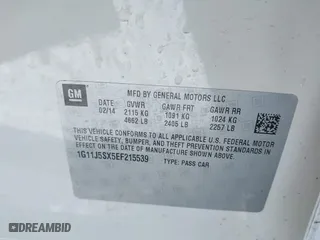 GM
MFD BY GENERAL MOTORS LLC
DATE GVWR GAWR FRT GAWR RR
02/14 2115 KG 1091 KG 1024 KG
4662 LB 2405 LB 2257 LB
THIS VEHICLE CONFORMS TO ALL APPLICABLE U.S. FEDERAL MOTOR
VEHICLE SAFETY, BUMPER, AND THEFT PREVENTION STANDARDS
IN EFFECT ON THE DATE OF MANUFACTURE SHOWN ABOVE.
1G11J5SX5EF215539
TYPE: PASS CAR
© AUTOBIDMASTER